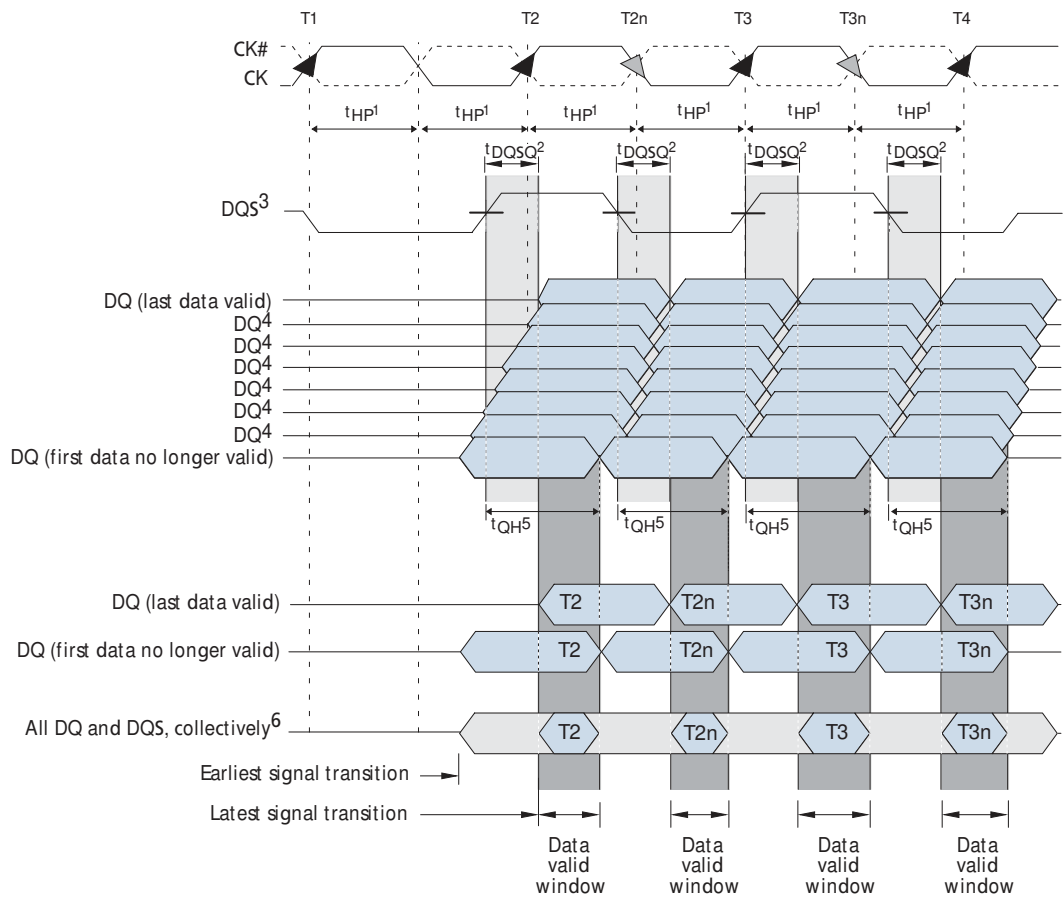 T1 T2 T2n T3 T3n T4
CK#
CK
tHP1 tHP1 tHP1 tHP1 tHP1 tHP1
tDQSQ2 tDQSQ2 tDQSQ2 tDQSQ2
DQS3
DQ (last data valid)
DQ4
DQ4
DQ4
DQ4
DQ4
DQ4
DQ (first data no longer valid)
tQH5 tQH5 tQH5 tQH5
DQ (last data valid) T2 T2n T3 T3n
DQ (first data no longer valid) T2 T2n T3 T3n
All DQ and DQS, collectively6 T2 T2n T3 T3n
Earliest signal transition
Latest signal transition
Data valid window
Data valid window
Data valid window
Data valid window